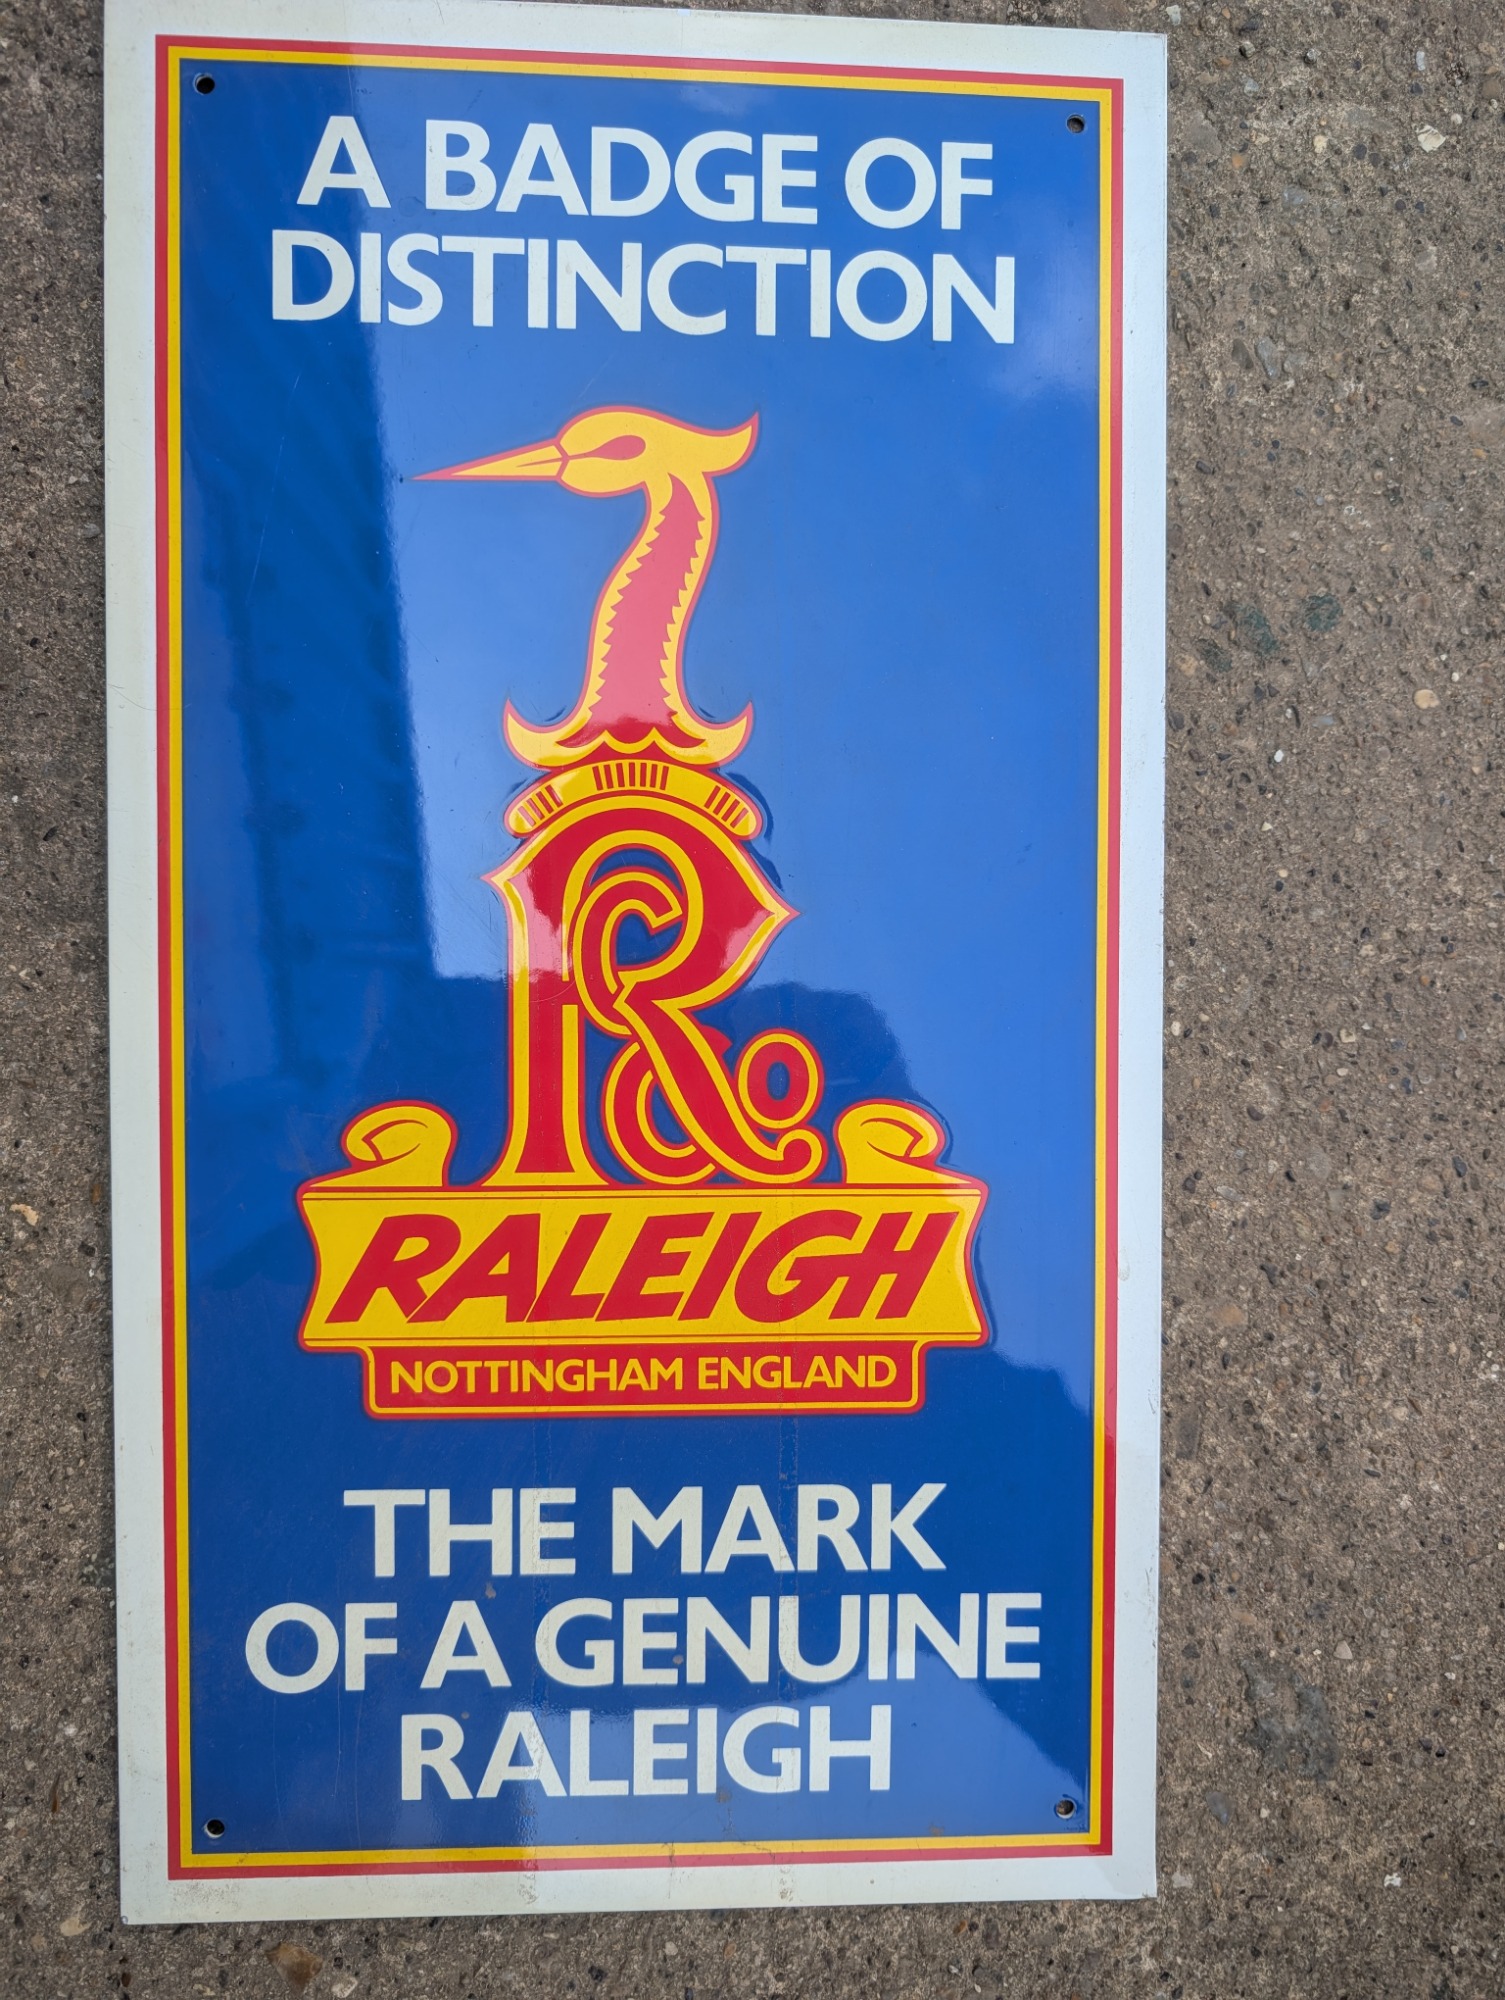 A BADGE OF
DISTINCTION
R C & Co
RALEIGH
NOTTINGHAM ENGLAND
THE MARK
OF A GENUINE
RALEIGH